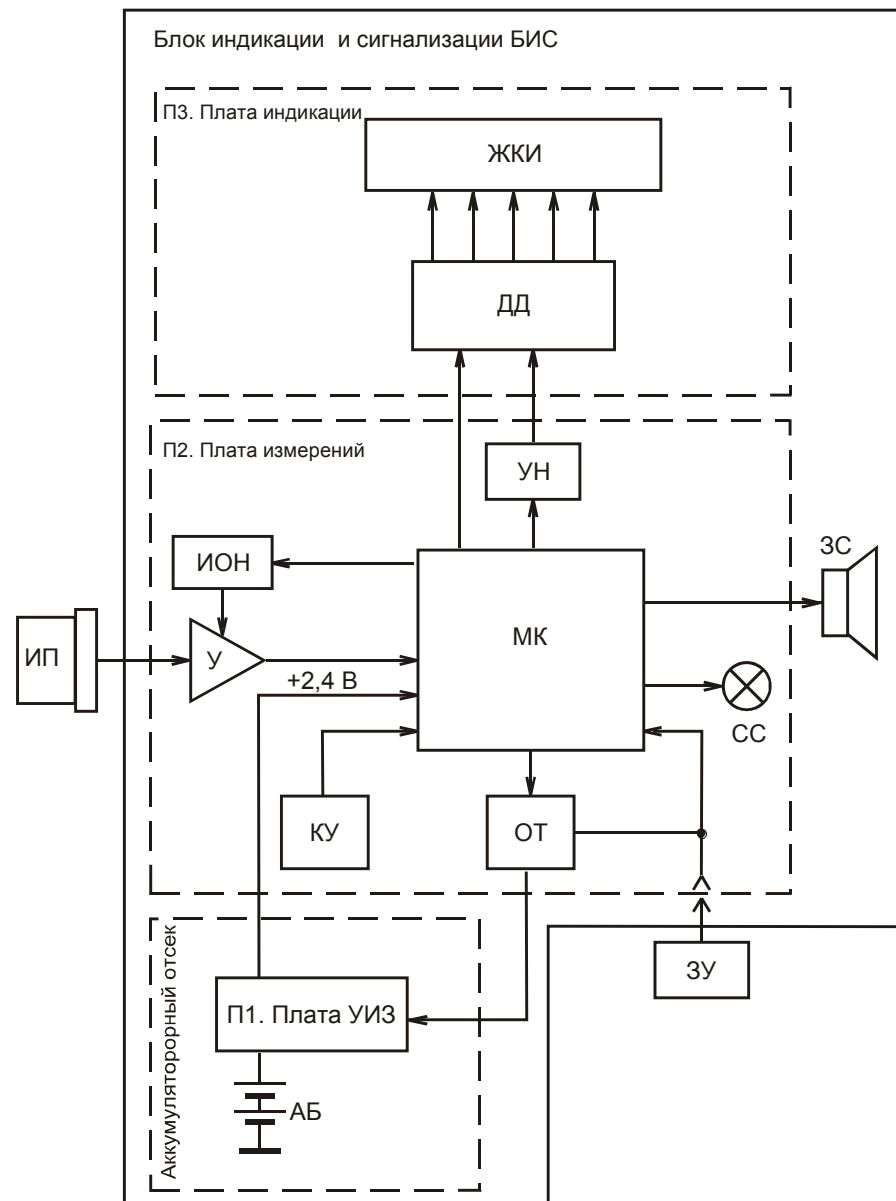 Блок индикации и сигнализации БИС
П3. Плата индикации
ЖКИ
ДД
П2. Плата измерений
УН
ИОН
ЗС
ИП
У
МК
+2,4 В
СС
КУ
ОТ
ЗУ
Аккумуляторорный отсек
П1. Плата УИЗ
АБ